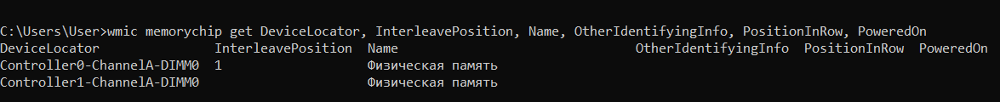 C:\Users\User>wmic memorychip get DeviceLocator, InterleavePosition, Name, OtherIdentifyingInfo, PositionInRow, PoweredOn
DeviceLocator InterleavePosition Name OtherIdentifyingInfo PositionInRow PoweredOn
Controller0-ChannelA-DIMM0 1 Физическая память
Controller1-ChannelA-DIMM0 Физическая память